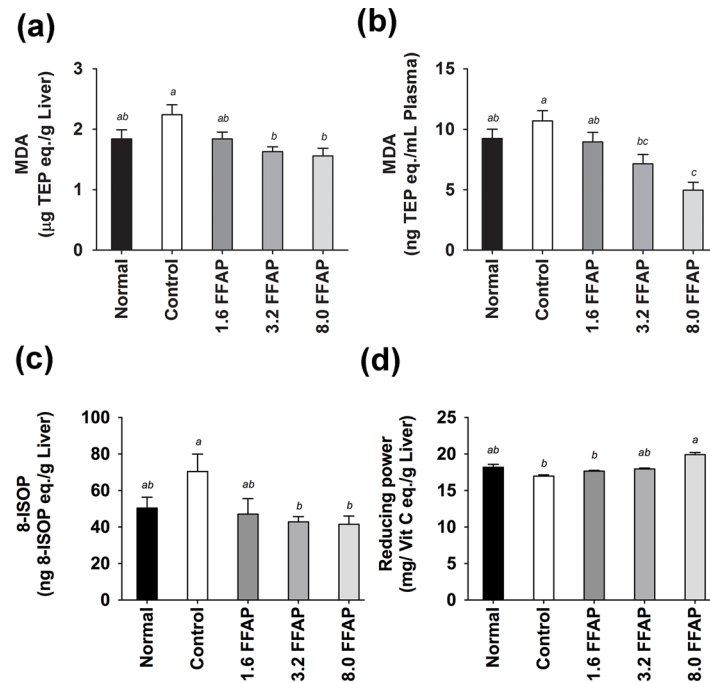 (a)
MDA
(μg TEP eq./g Liver)
3
2
1
0
ab
a
ab
b
b
Normal
Control
1.6 FFAP
3.2 FFAP
8.0 FFAP
(b)
MDA
(ng TEP eq./mL Plasma)
15
10
5
0
ab
a
ab
bc
c
Normal
Control
1.6 FFAP
3.2 FFAP
8.0 FFAP
(c)
8-ISOP
(ng 8-ISOP eq./g Liver)
100
80
60
40
20
0
ab
a
ab
b
b
Normal
Control
1.6 FFAP
3.2 FFAP
8.0 FFAP
(d)
Reducing power
(mg/ Vit C eq./g Liver)
25
20
15
10
5
0
ab
b
b
ab
a
Normal
Control
1.6 FFAP
3.2 FFAP
8.0 FFAP